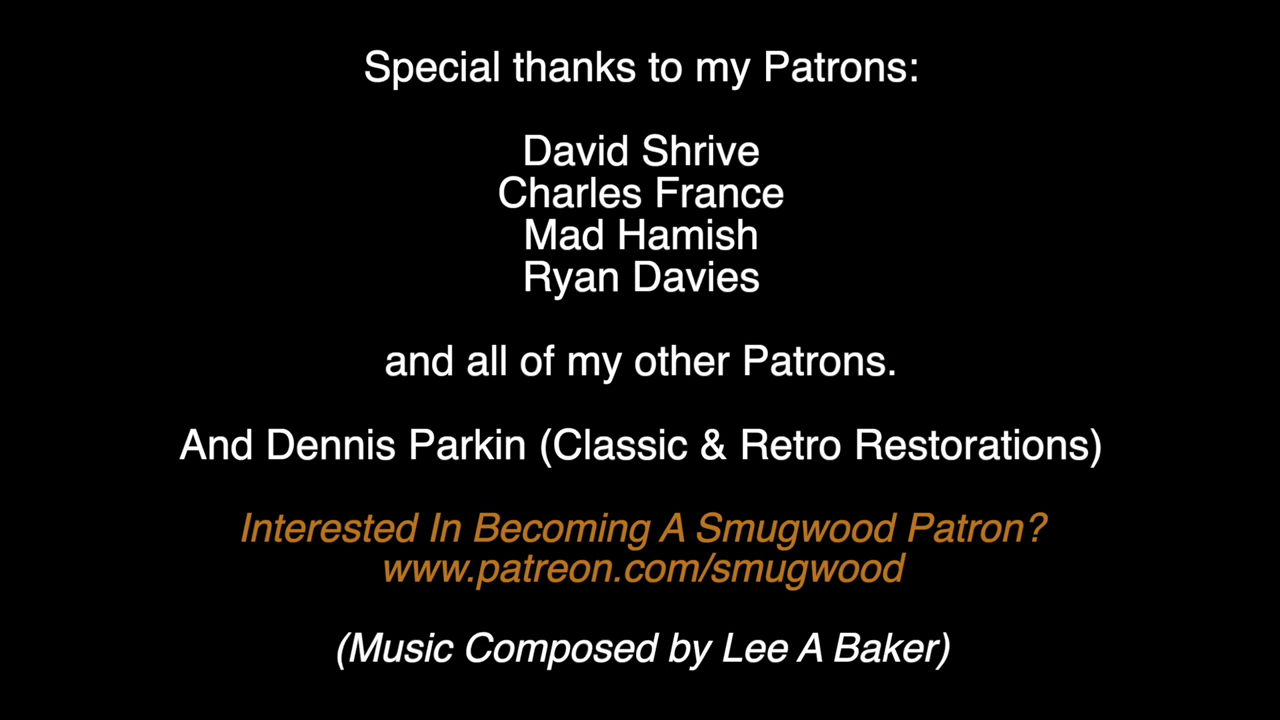 Special thanks to my Patrons:
David Shrive
Charles France
Mad Hamish
Ryan Davies
and all of my other Patrons.
And Dennis Parkin (Classic & Retro Restorations)
Interested In Becoming A Smugwood Patron?
www.patreon.com/smugwood
(Music Composed by Lee A Baker)